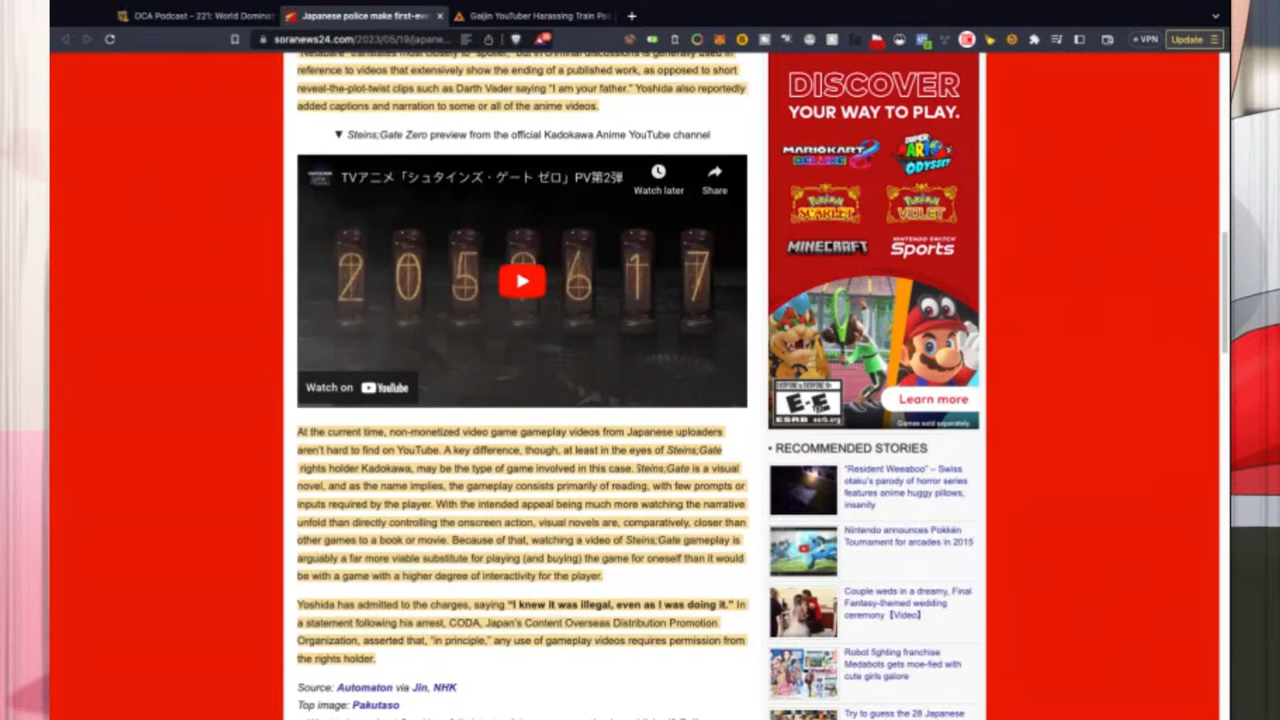 DCA Podcast - 221: World Dominat
Japanese police make first-eve
Gaijin YouTuber Harassing Train Pas
soranews24.com/2023/05/19/japane...
VPN
Update
reference to videos that extensively show the ending of a published work, as opposed to short
reveal-the-plot-twist clips such as Darth Vader saying "I am your father." Yoshida also reportedly
added captions and narration to some or all of the anime videos.
▼ Steins;Gate Zero preview from the official Kadokawa Anime YouTube channel
TVアニメ「シュタインズ・ゲート ゼロ」PV第2弾
Watch later
Share
2 0 5 6 1 7
Watch on YouTube
At the current time, non-monetized video game gameplay videos from Japanese uploaders
aren't hard to find on YouTube. A key difference, though, at least in the eyes of Steins;Gate
rights holder Kadokawa, may be the type of game involved in this case. Steins;Gate is a visual
novel, and as the name implies, the gameplay consists primarily of reading, with few prompts or
inputs required by the player. With the intended appeal being much more watching the narrative
unfold than directly controlling the onscreen action, visual novels are, comparatively, closer than
other games to a book or movie. Because of that, watching a video of Steins;Gate gameplay is
arguably a far more viable substitute for playing (and buying) the game for oneself than it would
be with a game with a higher degree of interactivity for the player.
Yoshida has admitted to the charges, saying "I knew it was illegal, even as I was doing it." In
a statement following his arrest, CODA, Japan's Content Overseas Distribution Promotion
Organization, asserted that, "in principle," any use of gameplay videos requires permission from
the rights holder.
Source: Automaton via Jin, NHK
Top image: Pakutaso
DISCOVER
YOUR WAY TO PLAY.
MARIOKART 8 DELUXE
SUPER MARIO ODYSSEY
Pokémon SCARLET
Pokémon VIOLET
MINECRAFT
NINTENDO SWITCH Sports
EVERYONE to EVERYONE 10+
E-E
ESRB esrb.org
Learn more
Games sold separately.
• RECOMMENDED STORIES
"Resident Weeaboo" – Swiss
otaku's parody of horror series
features anime huggy pillows,
insanity
Nintendo announces Pokkén
Tournament for arcades in 2015
Couple weds in a dreamy, Final
Fantasy-themed wedding
ceremony【Video】
Robot fighting franchise
Medabots gets moe-fied with
cute girls galore
Try to guess the 28 Japanese